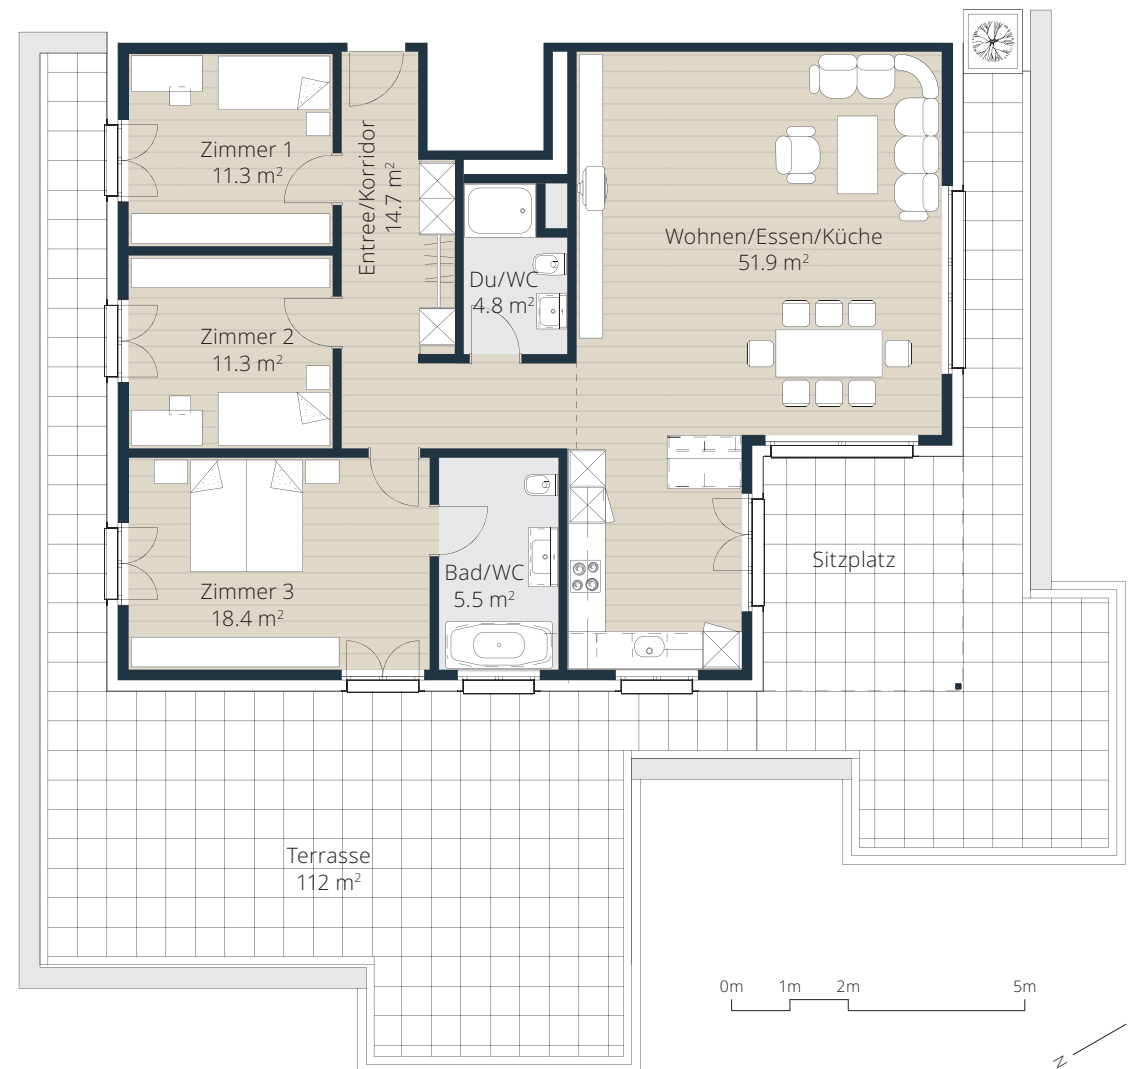 Zimmer 1
11.3 m²
Entree/Korridor
14.7 m²
Wohnen/Essen/Küche
51.9 m²
Du/WC
4.8 m²
Zimmer 2
11.3 m²
Sitzplatz
Bad/WC
5.5 m²
Zimmer 3
18.4 m²
Terrasse
112 m²
0m 1m 2m 5m
N